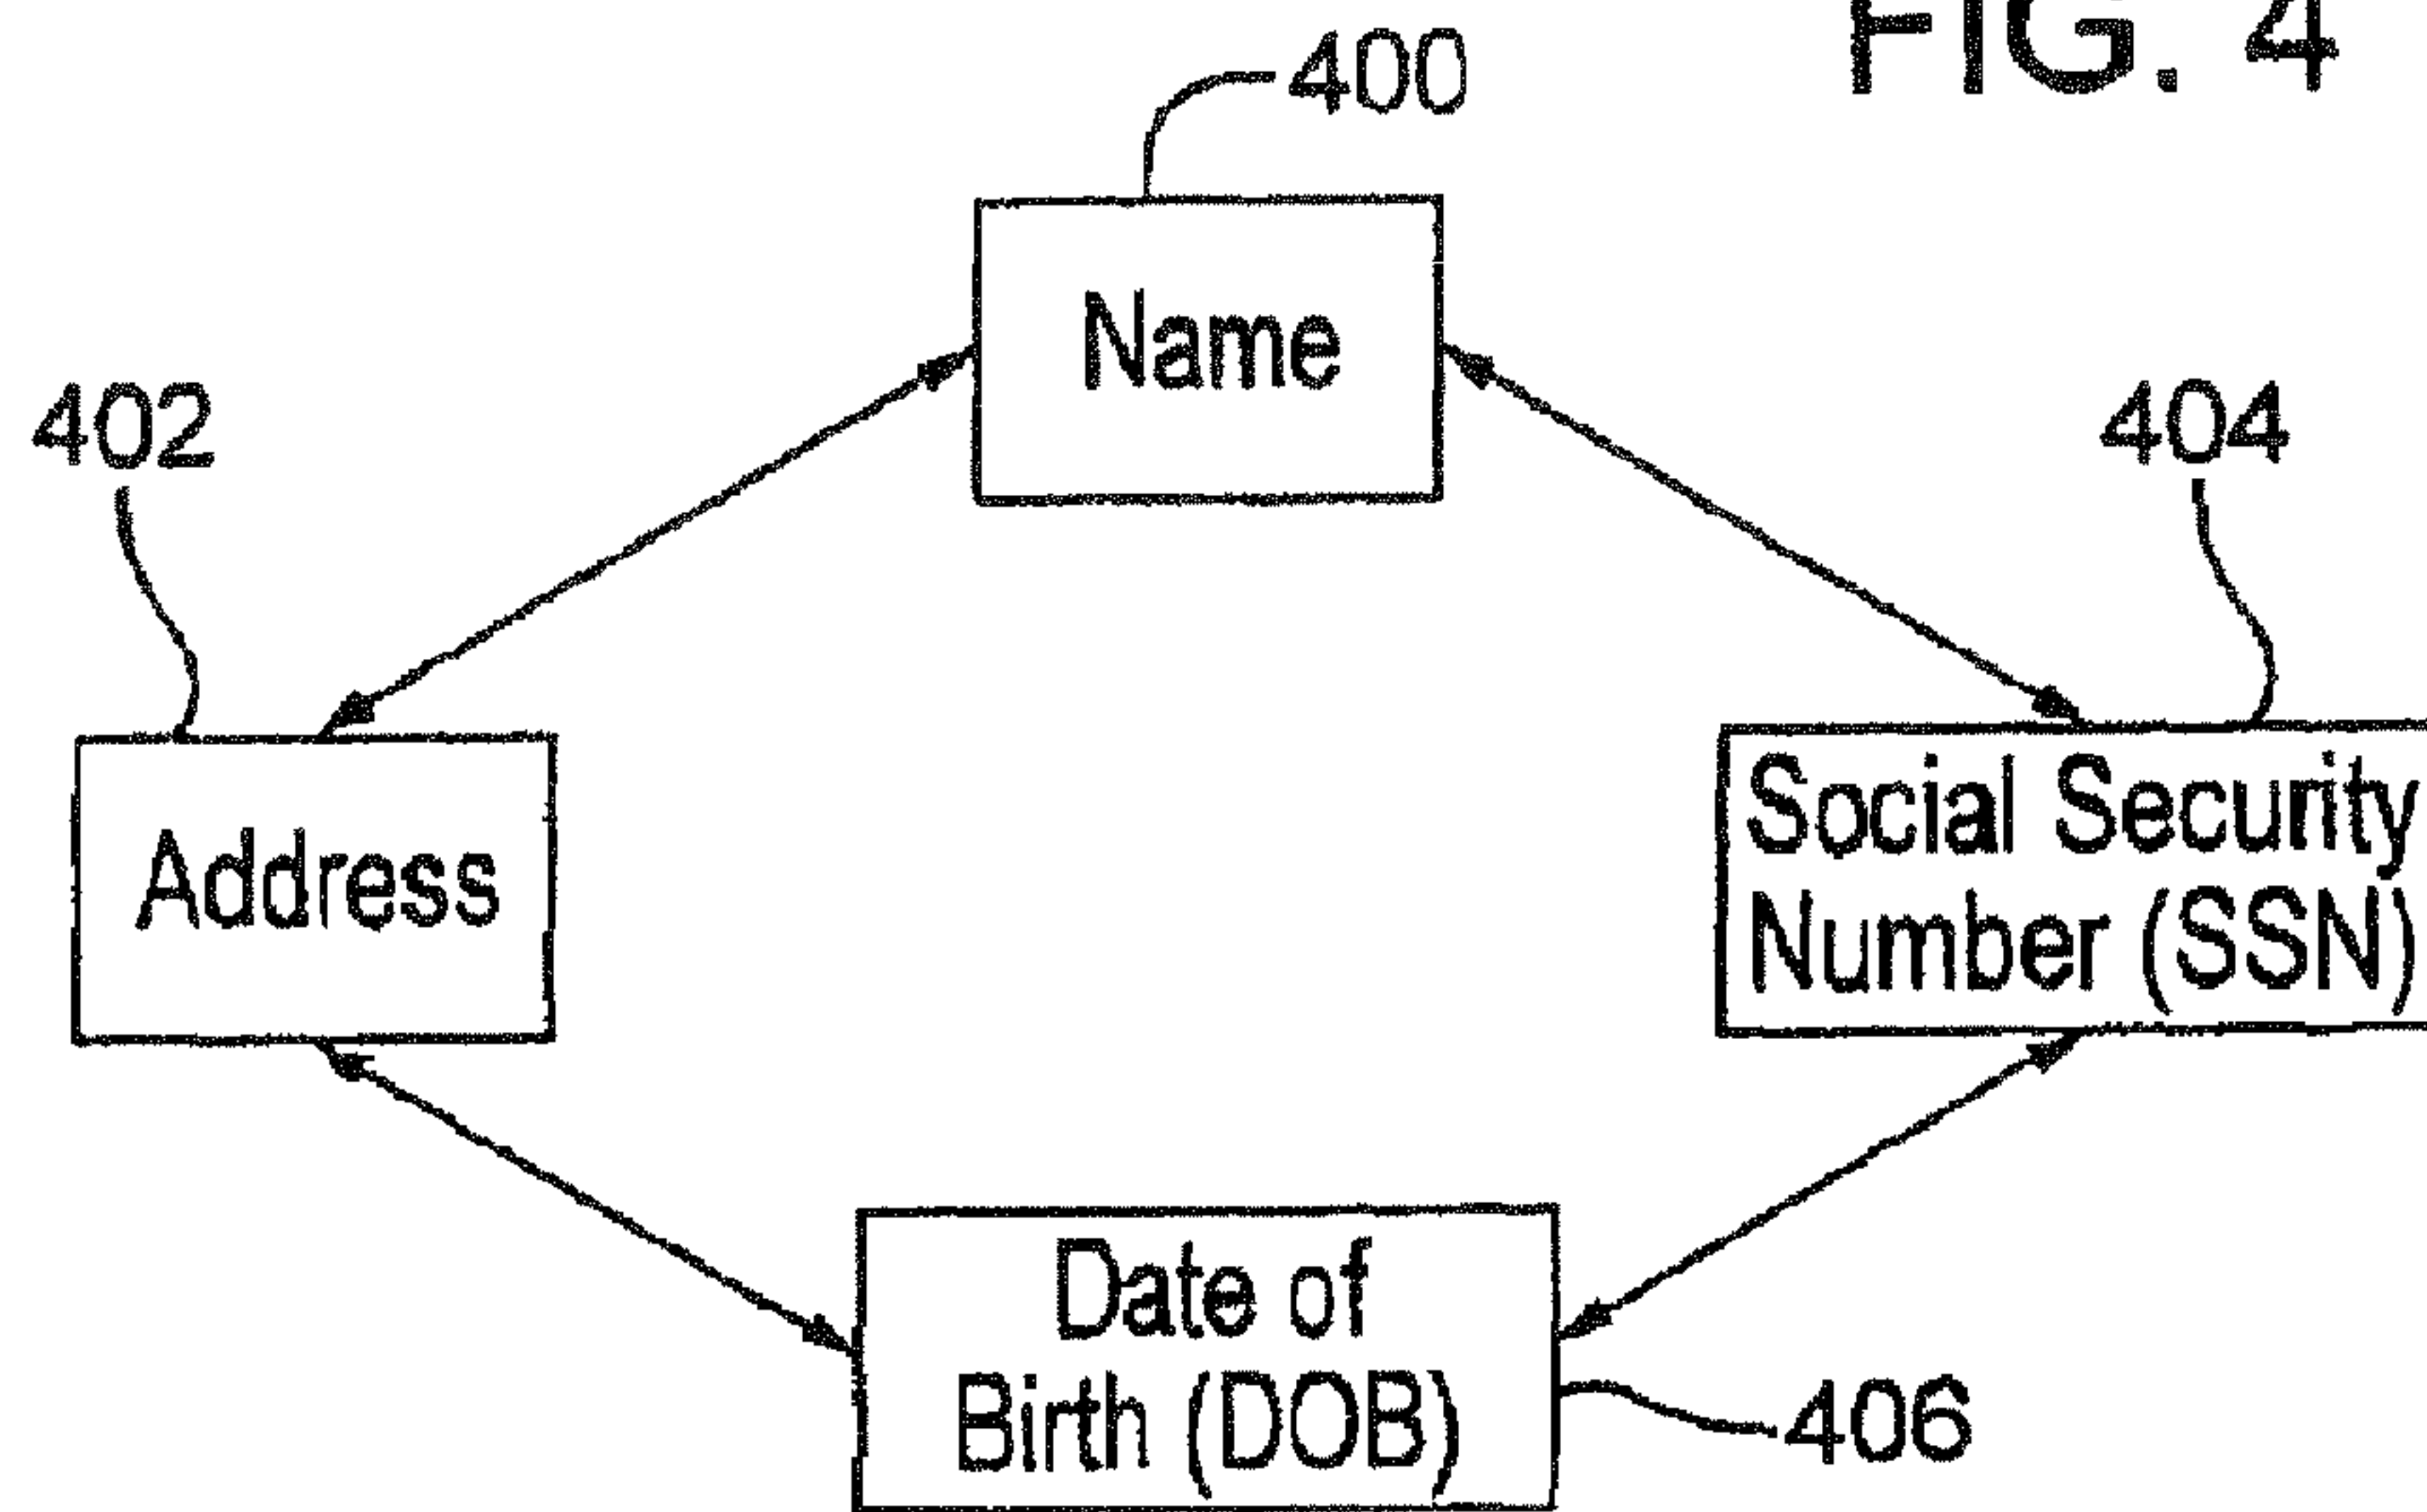 FIG. 4
400
Name
402
404
Address
Social Security
Number (SSN)
Date of
Birth (DOB)
406